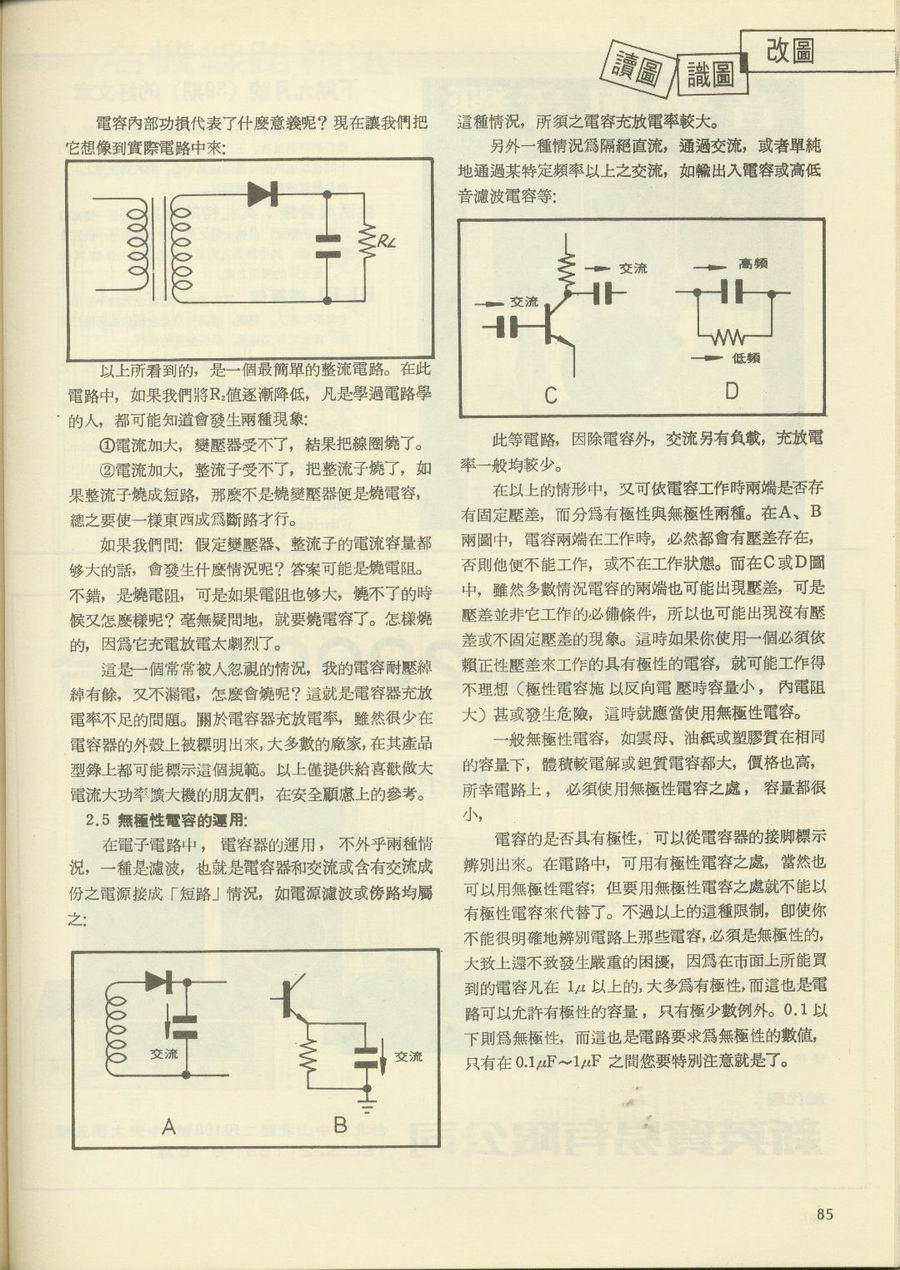 讀圖 識圖 改圖
電容內部功損代表了什麼意義呢？現在讓我們把
它想像到實際電路中來：
RL
以上所看到的，是一個最簡單的整流電路。在此
電路中，如果我們將R值逐漸降低，凡是學過電路學
的人，都可能知道會發生兩種現象：
①電流加大，變壓器受不了，結果把線圈燒了。
②電流加大，整流子受不了，把整流子燒了，如
果整流子燒成短路，那麼不是燒變壓器便是燒電容，
總之要使一樣東西成爲斷路才行。
如果我們問：假定變壓器、整流子的電流容量都
够大的話，會發生什麼情況呢？答案可能是燒電阻。
不錯，是燒電阻，可是如果電阻也够大，燒不了的時
候又怎麼樣呢？毫無疑問地，就要燒電容了。怎樣燒
的，因爲它充電放電太劇烈了。
這是一個常常被人忽視的情況，我的電容耐壓綽
綽有餘，又不漏電，怎麼會燒呢？這就是電容器充放
電率不足的問題。關於電容器充放電率，雖然很少在
電容器的外殼上被標明出來，大多數的廠家，在其產品
型錄上都可能標示這個規範。以上僅提供給喜歡做大
電流大功率擴大機的朋友們，在安全顧慮上的參考。
2.5 無極性電容的運用：
在電子電路中，電容器的運用，不外乎兩種情
況，一種是濾波，也就是電容器和交流或含有交流成
份之電源接成「短路」情況，如電源濾波或傍路均屬
之：
交流
交流
A
B
這種情況，所須之電容充放電率較大。
另外一種情況爲隔絕直流，通過交流，或者單純
地通過某特定頻率以上之交流，如輸出入電容或高低
音濾波電容等：
交流
交流
高頻
低頻
C
D
此等電路，因除電容外，交流另有負載，充放電
率一般均較少。
在以上的情形中，又可依電容工作時兩端是否存
有固定壓差，而分爲有極性與無極性兩種。在A、B
兩圖中，電容兩端在工作時，必然都會有壓差存在，
否則他便不能工作，或不在工作狀態。而在C或D圖
中，雖然多數情況電容的兩端也可能出現壓差，可是
壓差並非它工作的必備條件，所以也可能出現沒有壓
差或不固定壓差的現象。這時如果你使用一個必須依
賴正性壓差來工作的具有極性的電容，就可能工作得
不理想（極性電容施以反向電壓時容量小，內電阻
大）甚或發生危險，這時就應當使用無極性電容。
一般無極性電容，如雲母、油紙或塑膠質在相同
的容量下，體積較電解或鉭質電容都大，價格也高，
所幸電路上，必須使用無極性電容之處，容量都很
小，
電容的是否具有極性，可以從電容器的接脚標示
辨別出來。在電路中，可用有極性電容之處，當然也
可以用無極性電容；但要用無極性電容之處就不能以
有極性電容來代替了。不過以上的這種限制，卽使你
不能很明確地辨別電路上那些電容，必須是無極性的，
大致上還不致發生嚴重的困擾，因爲在市面上所能買
到的電容凡在 1μ 以上的，大多爲有極性，而這也是電
路可以尤許有極性的容量，只有極少數例外。0.1 以
下則爲無極性，而這也是電路要求爲無極性的數値，
只有在 0.1μF～1μF 之間您要特別注意就是了。
85